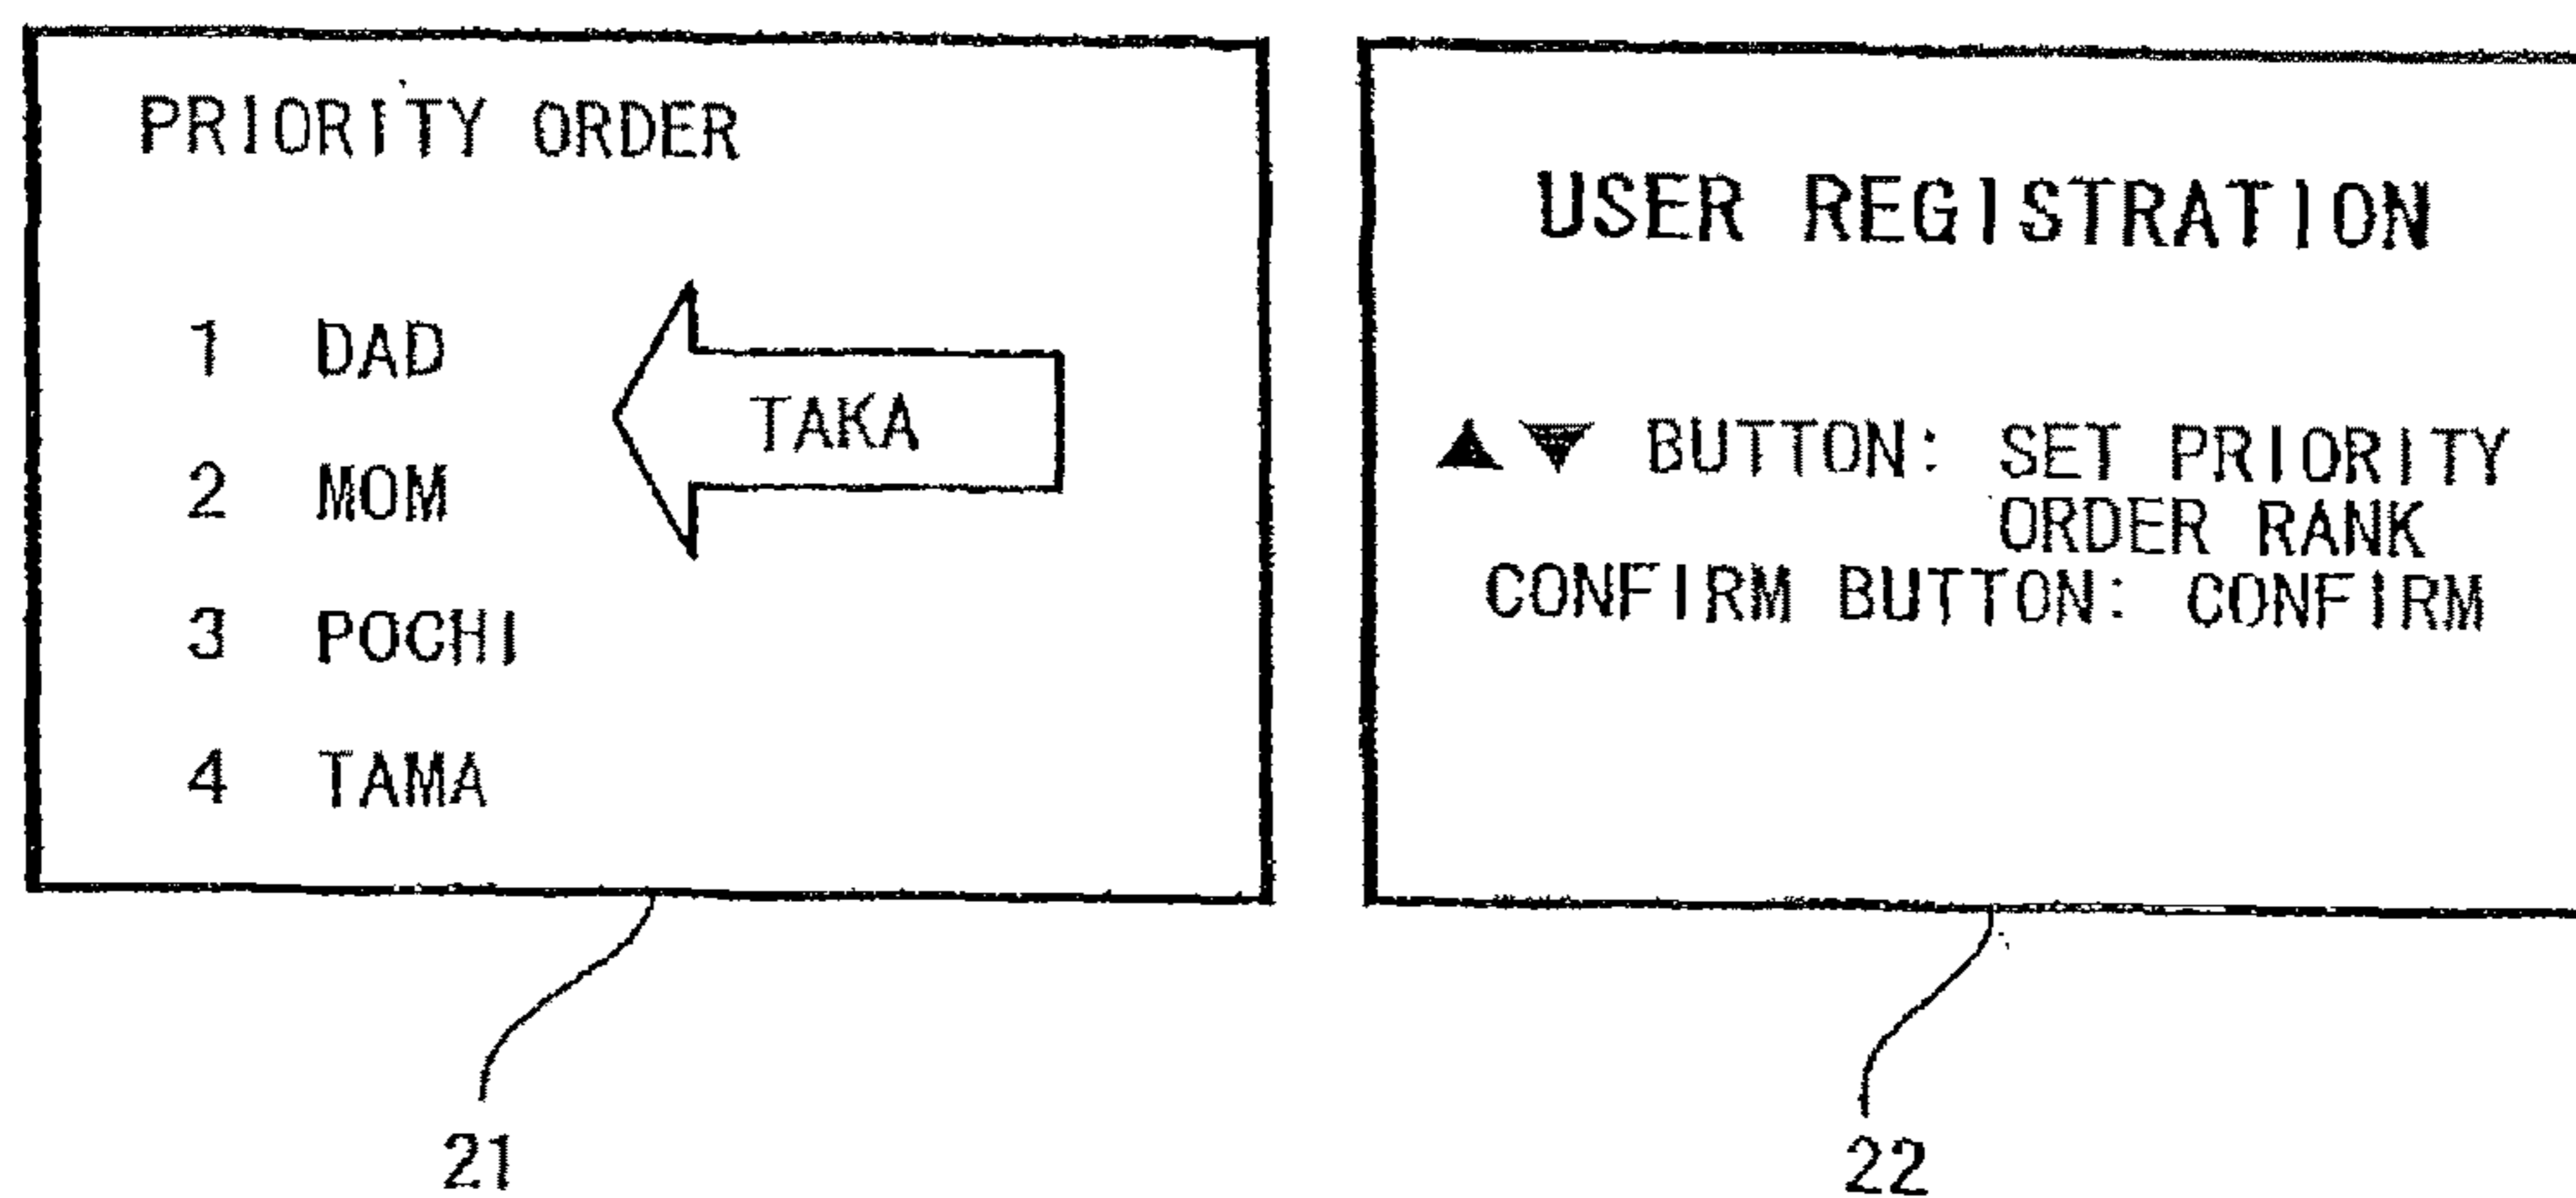 PRIORITY ORDER
1 DAD
2 MOM
3 POCHI
4 TAMA
TAKA
21
USER REGISTRATION
▲▼ BUTTON: SET PRIORITY
ORDER RANK
CONFIRM BUTTON: CONFIRM
22